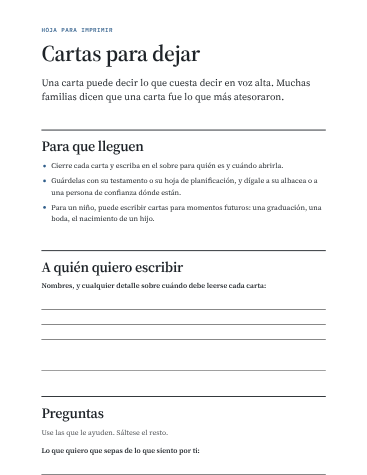 HOJA PARA IMPRIMIR
Cartas para dejar
Una carta puede decir lo que cuesta decir en voz alta. Muchas
familias dicen que una carta fue lo que más atesoraron.
Para que lleguen
• Cierre cada carta y escriba en el sobre para quién es y cuándo abrirla.
• Guárdelas con su testamento o su hoja de planificación, y dígale a su albacea o a
una persona de confianza dónde están.
• Para un niño, puede escribir cartas para momentos futuros: una graduación, una
boda, el nacimiento de un hijo.
A quién quiero escribir
Nombres, y cualquier detalle sobre cuándo debe leerse cada carta:
Preguntas
Use las que le ayuden. Sáltese el resto.
Lo que quiero que sepas de lo que siento por ti: